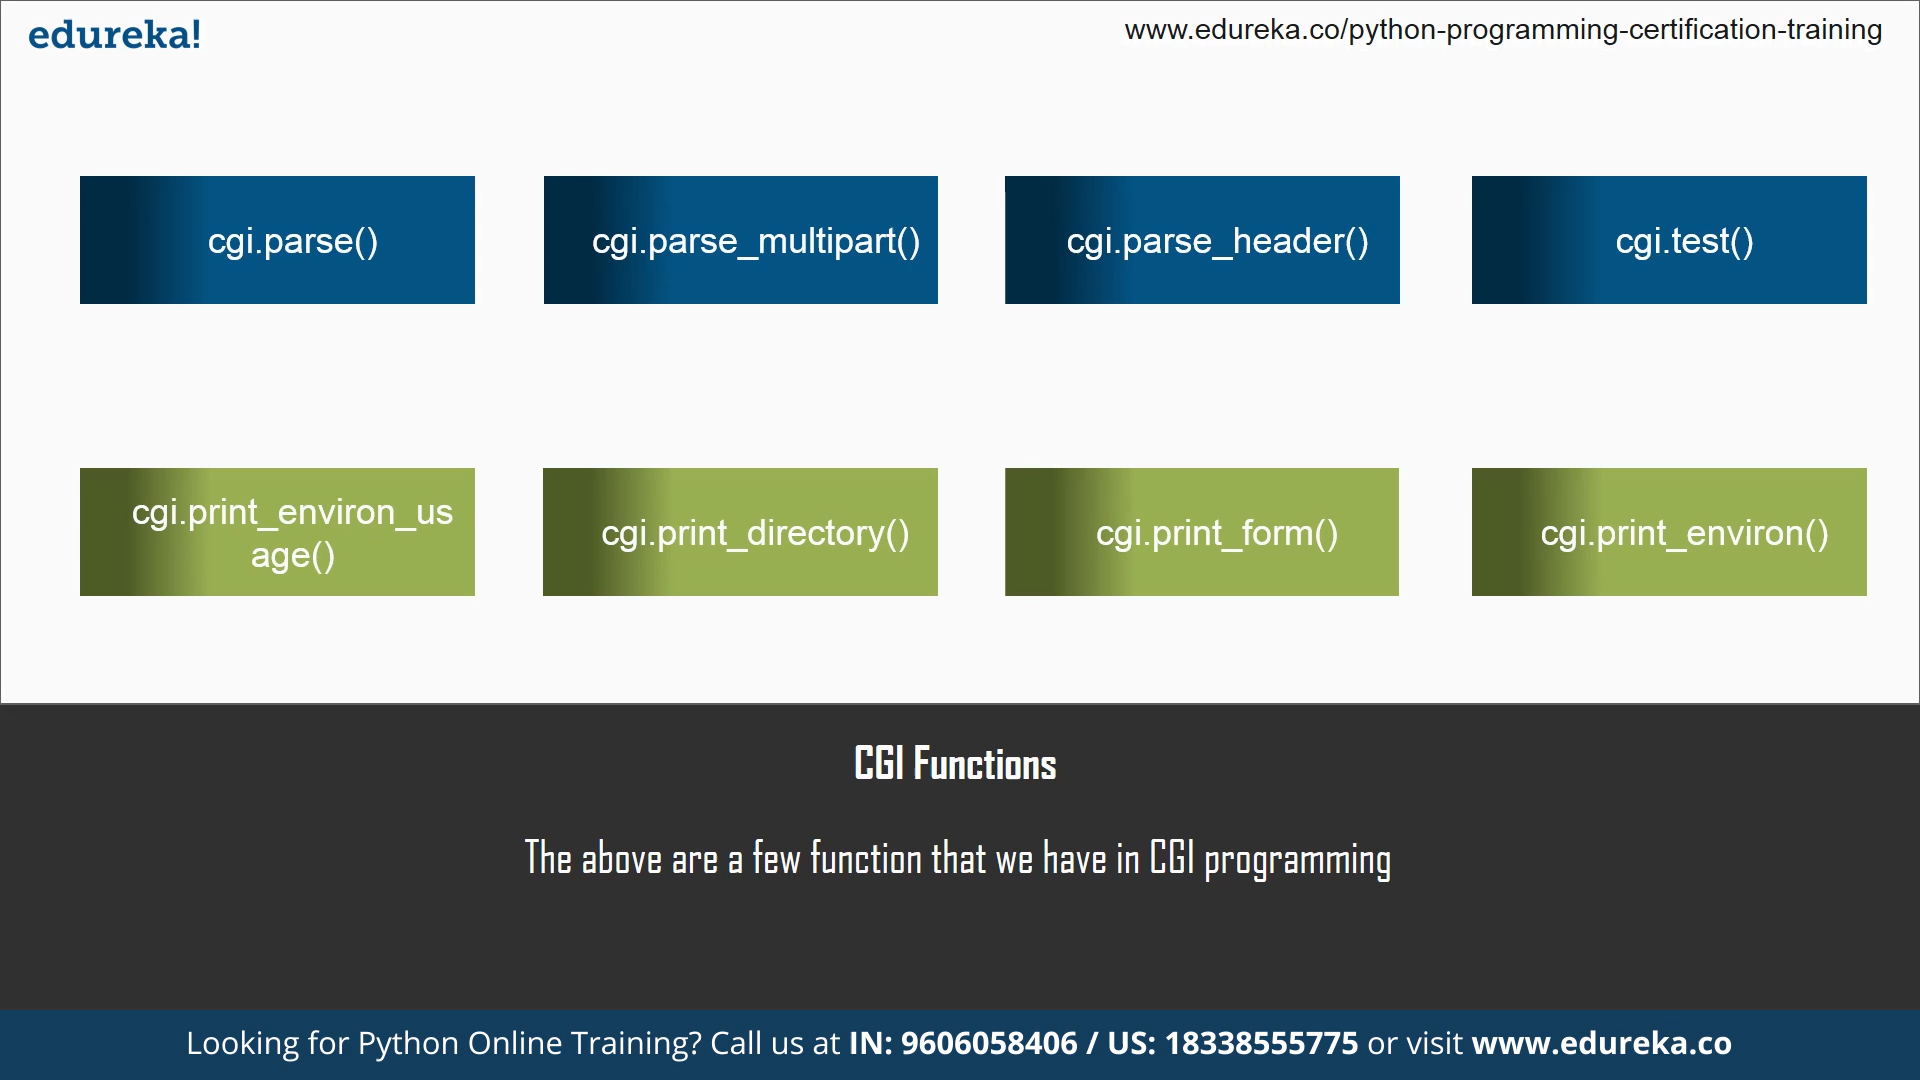 edureka!
www.edureka.co/python-programming-certification-training
cgi.parse()
cgi.parse_multipart()
cgi.parse_header()
cgi.test()
cgi.print_environ_us
age()
cgi.print_directory()
cgi.print_form()
cgi.print_environ()
CGI Functions
The above are a few function that we have in CGI programming
Looking for Python Online Training? Call us at IN: 9606058406 / US: 18338555775 or visit www.edureka.co